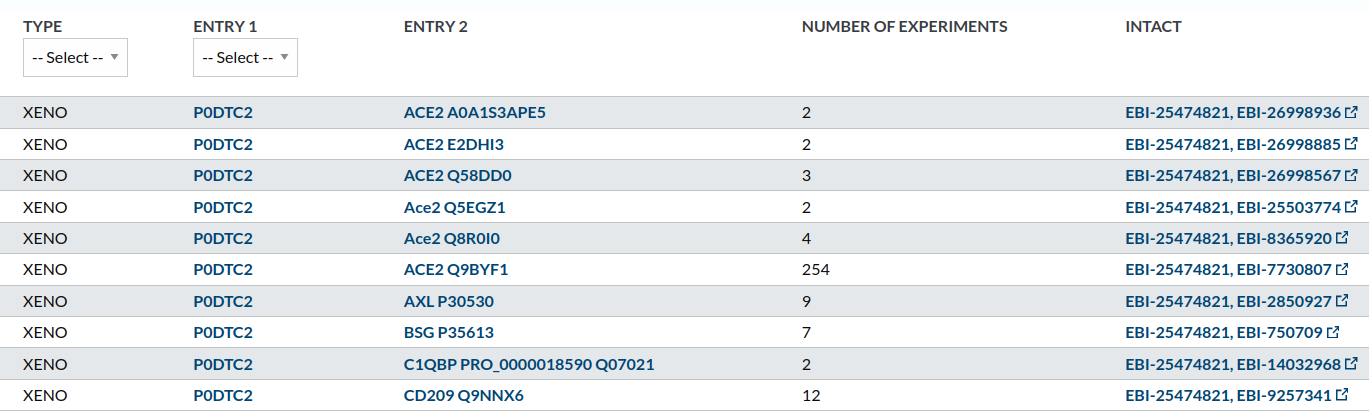 TYPE ENTRY 1 ENTRY 2 NUMBER OF EXPERIMENTS INTACT
-- Select -- -- Select --
XENO P0DTC2 ACE2 A0A1S3APE5 2 EBI-25474821, EBI-26998936
XENO P0DTC2 ACE2 E2DHI3 2 EBI-25474821, EBI-26998885
XENO P0DTC2 ACE2 Q58DD0 3 EBI-25474821, EBI-26998567
XENO P0DTC2 Ace2 Q5EGZ1 2 EBI-25474821, EBI-25503774
XENO P0DTC2 Ace2 Q8R0I0 4 EBI-25474821, EBI-8365920
XENO P0DTC2 ACE2 Q9BYF1 254 EBI-25474821, EBI-7730807
XENO P0DTC2 AXL P30530 9 EBI-25474821, EBI-2850927
XENO P0DTC2 BSG P35613 7 EBI-25474821, EBI-750709
XENO P0DTC2 C1QBP PRO_0000018590 Q07021 2 EBI-25474821, EBI-14032968
XENO P0DTC2 CD209 Q9NNX6 12 EBI-25474821, EBI-9257341